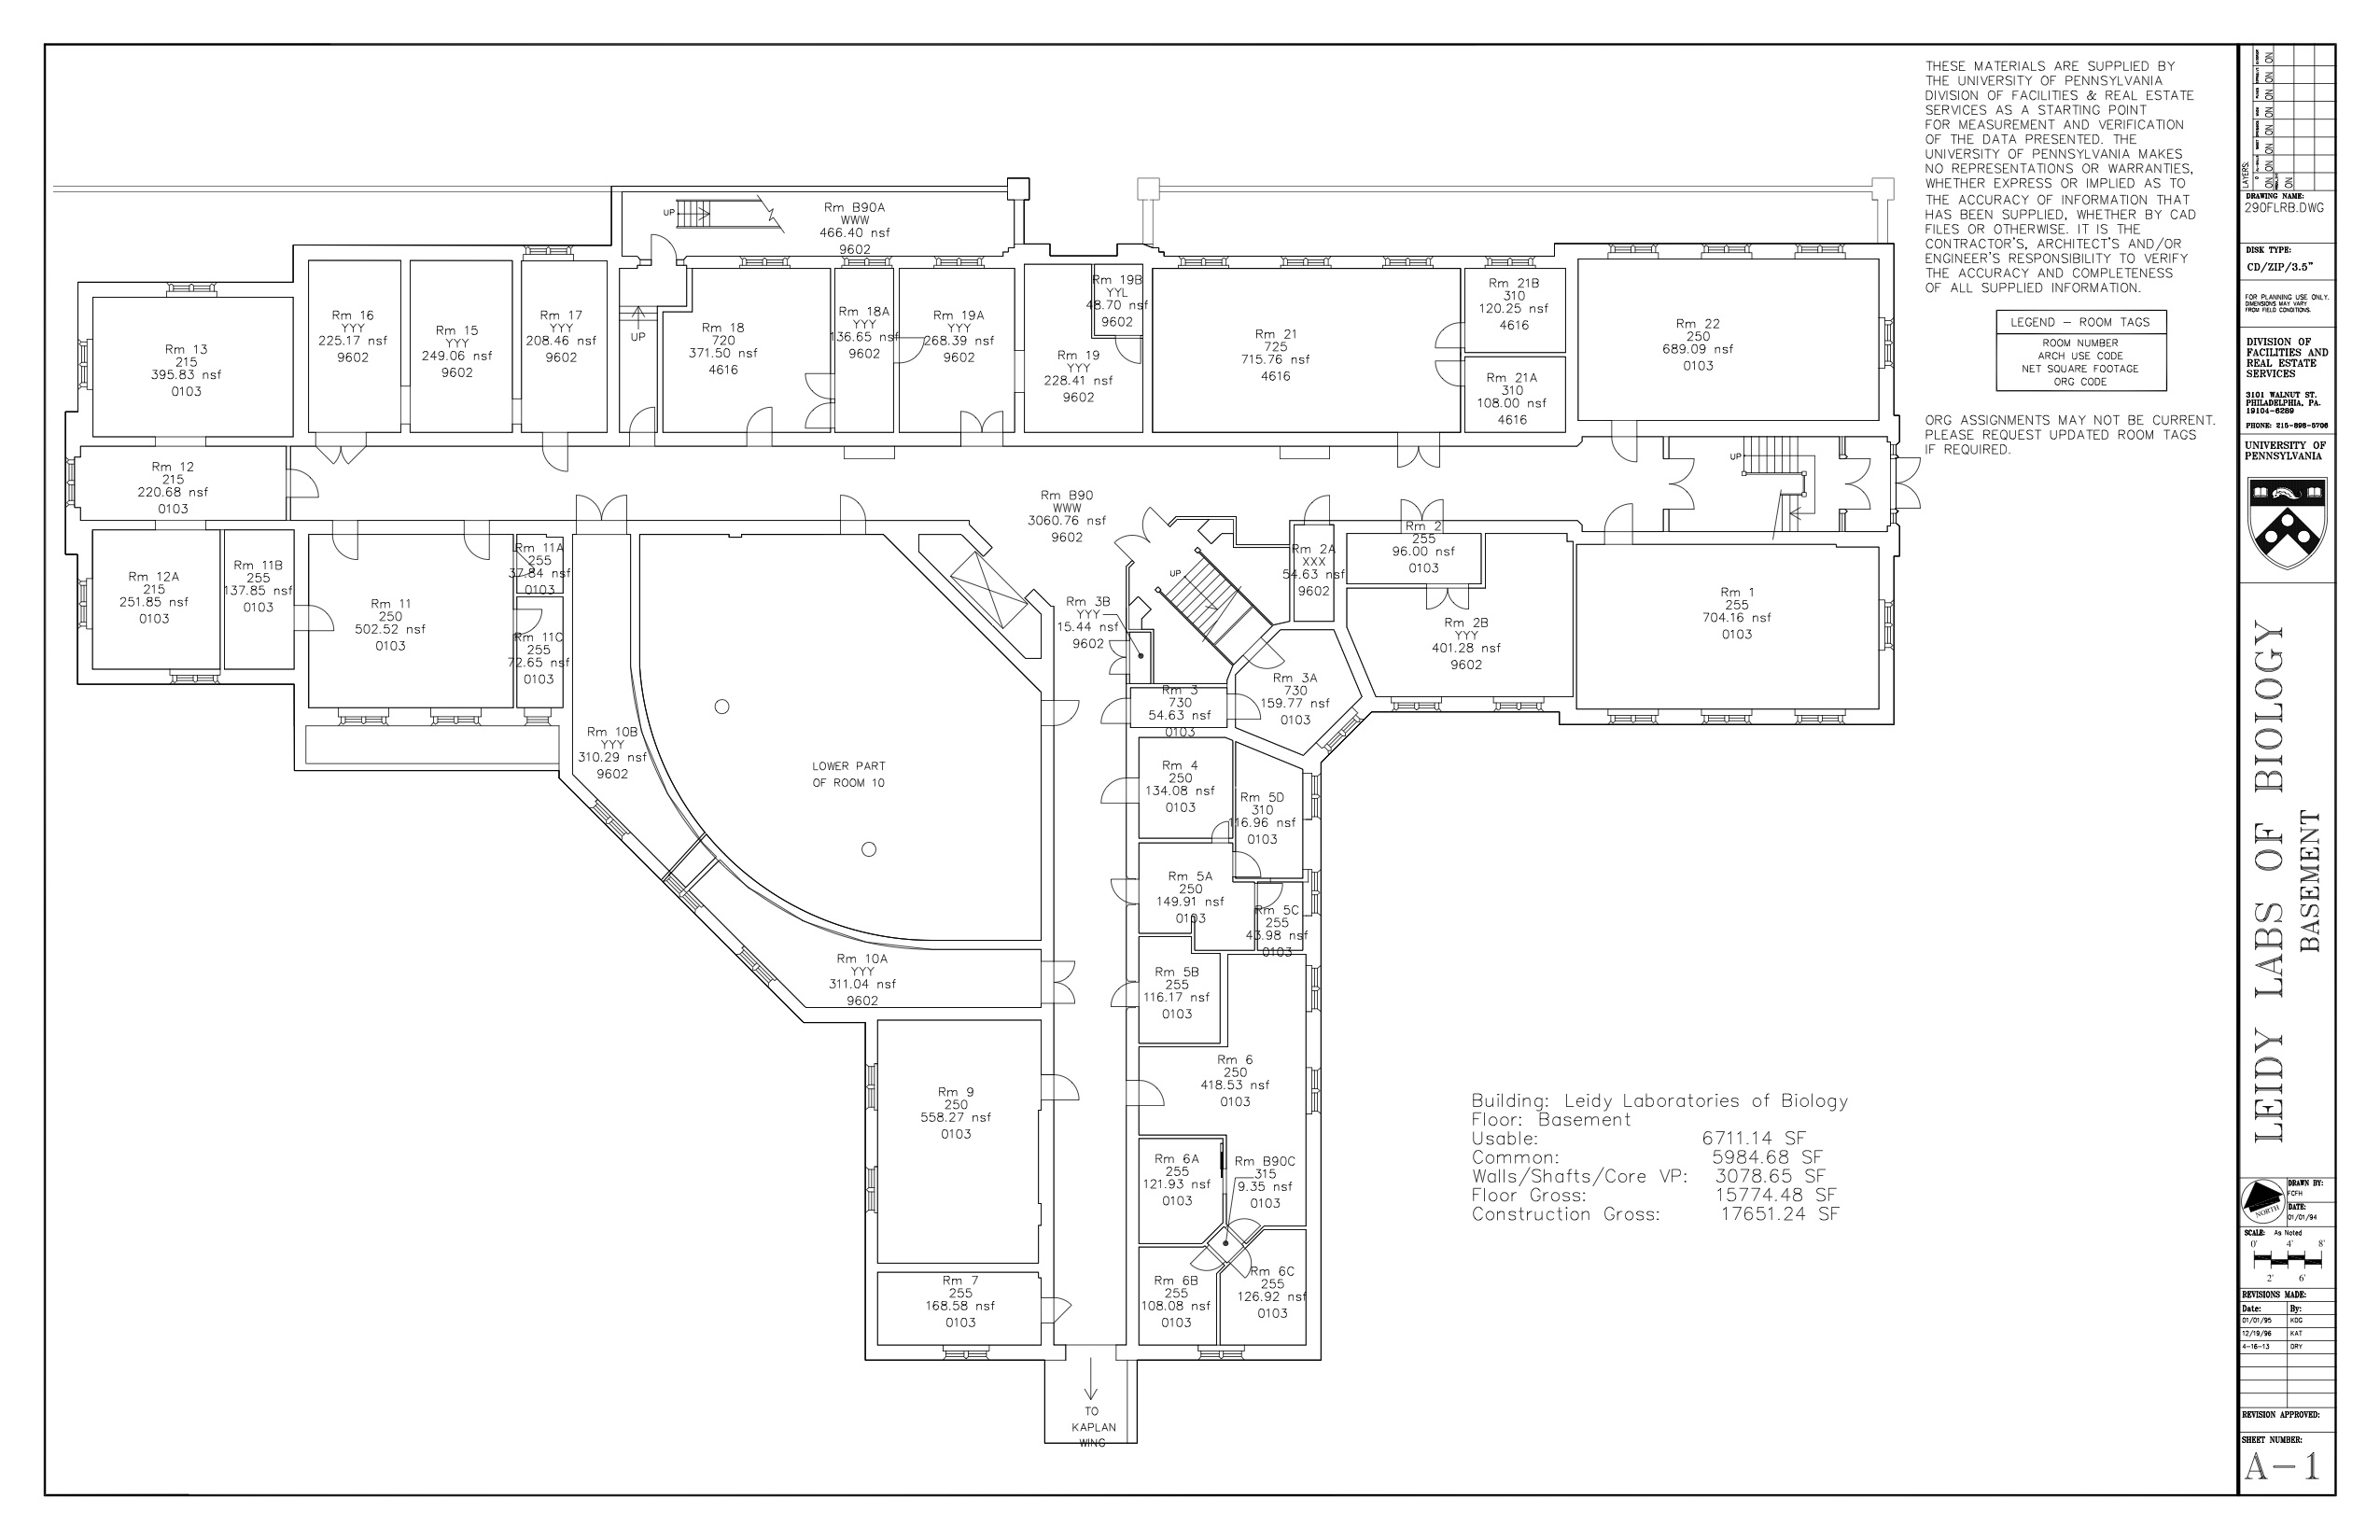 THESE MATERIALS ARE SUPPLIED BY
THE UNIVERSITY OF PENNSYLVANIA
DIVISION OF FACILITIES & REAL ESTATE
SERVICES AS A STARTING POINT
FOR MEASUREMENT AND VERIFICATION
OF THE DATA PRESENTED. THE
UNIVERSITY OF PENNSYLVANIA MAKES
NO REPRESENTATIONS OR WARRANTIES,
WHETHER EXPRESS OR IMPLIED AS TO
THE ACCURACY OF INFORMATION THAT
HAS BEEN SUPPLIED, WHETHER BY CAD
FILES OR OTHERWISE. IT IS THE
CONTRACTOR'S, ARCHITECT'S AND/OR
ENGINEER'S RESPONSIBILITY TO VERIFY
THE ACCURACY AND COMPLETENESS
OF ALL SUPPLIED INFORMATION.
LEGEND – ROOM TAGS
ROOM NUMBER
ARCH USE CODE
NET SQUARE FOOTAGE
ORG CODE
ORG ASSIGNMENTS MAY NOT BE CURRENT.
PLEASE REQUEST UPDATED ROOM TAGS
IF REQUIRED.
UP
Rm B90A
WWW
466.40 nsf
9602
Rm 13
215
395.83 nsf
0103
Rm 16
YYY
225.17 nsf
9602
Rm 15
YYY
249.06 nsf
9602
Rm 17
YYY
208.46 nsf
9602
UP
Rm 18
720
371.50 nsf
4616
Rm 18A
YYY
136.65 nsf
9602
Rm 19A
YYY
268.39 nsf
9602
Rm 19B
YYL
48.70 nsf
9602
Rm 19
YYY
228.41 nsf
9602
Rm 21
725
715.76 nsf
4616
Rm 21B
310
120.25 nsf
4616
Rm 21A
310
108.00 nsf
4616
Rm 22
250
689.09 nsf
0103
Rm 12
215
220.68 nsf
0103
Rm B90
WWW
3060.76 nsf
9602
UP
Rm 12A
215
251.85 nsf
0103
Rm 11B
255
137.85 nsf
0103
Rm 11
250
502.52 nsf
0103
Rm 11A
255
37.84 nsf
0103
Rm 11C
255
72.65 nsf
0103
Rm 3B
YYY
15.44 nsf
9602
UP
Rm 2A
XXX
54.63 nsf
9602
Rm 2
255
96.00 nsf
0103
Rm 2B
YYY
401.28 nsf
9602
Rm 1
255
704.16 nsf
0103
Rm 3
730
54.63 nsf
0103
Rm 3A
730
159.77 nsf
0103
Rm 10B
YYY
310.29 nsf
9602
LOWER PART
OF ROOM 10
Rm 4
250
134.08 nsf
0103
Rm 5D
310
116.96 nsf
0103
Rm 5A
250
149.91 nsf
0103
Rm 5C
255
43.98 nsf
0103
Rm 10A
YYY
311.04 nsf
9602
Rm 5B
255
116.17 nsf
0103
Rm 9
250
558.27 nsf
0103
Rm 6
250
418.53 nsf
0103
Rm 6A
255
121.93 nsf
0103
Rm B90C
315
9.35 nsf
0103
Rm 7
255
168.58 nsf
0103
Rm 6B
255
108.08 nsf
0103
Rm 6C
255
126.92 nsf
0103
TO
KAPLAN
WING
Building: Leidy Laboratories of Biology
Floor: Basement
Usable: 6711.14 SF
Common: 5984.68 SF
Walls/Shafts/Core VP: 3078.65 SF
Floor Gross: 15774.48 SF
Construction Gross: 17651.24 SF
LAYERS:
ON ON ON ON ON ON ON
ON
DRAWING NAME:
290FLRB.DWG
DISK TYPE:
CD/ZIP/3.5"
FOR PLANNING USE ONLY.
DIMENSIONS MAY VARY
FROM FIELD CONDITIONS.
DIVISION OF
FACILITIES AND
REAL ESTATE
SERVICES
3101 WALNUT ST.
PHILADELPHIA, PA.
19104-6289
PHONE: 215-898-5706
UNIVERSITY OF
PENNSYLVANIA
LEIDY LABS OF BIOLOGY
BASEMENT
NORTH
DRAWN BY:
FCFH
DATE:
01/01/94
SCALE: As Noted
0' 4' 8'
2' 6'
REVISIONS MADE:
Date: By:
01/01/95 KOG
12/19/96 KAT
4-16-13 DRY
REVISION APPROVED:
SHEET NUMBER:
A-1